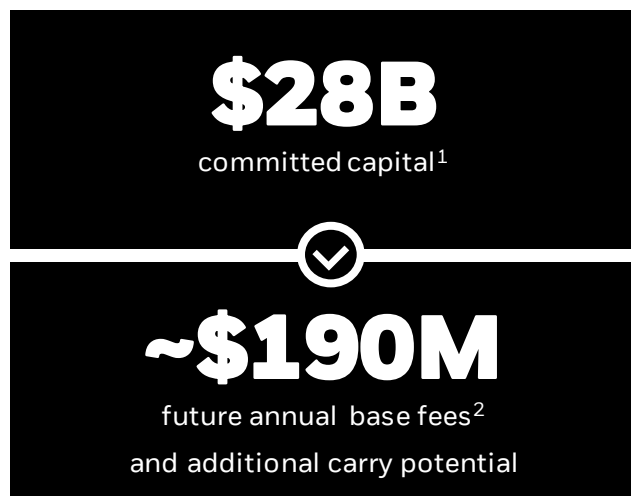 $28B
committed capital¹
~$190M
future annual base fees²
and additional carry potential